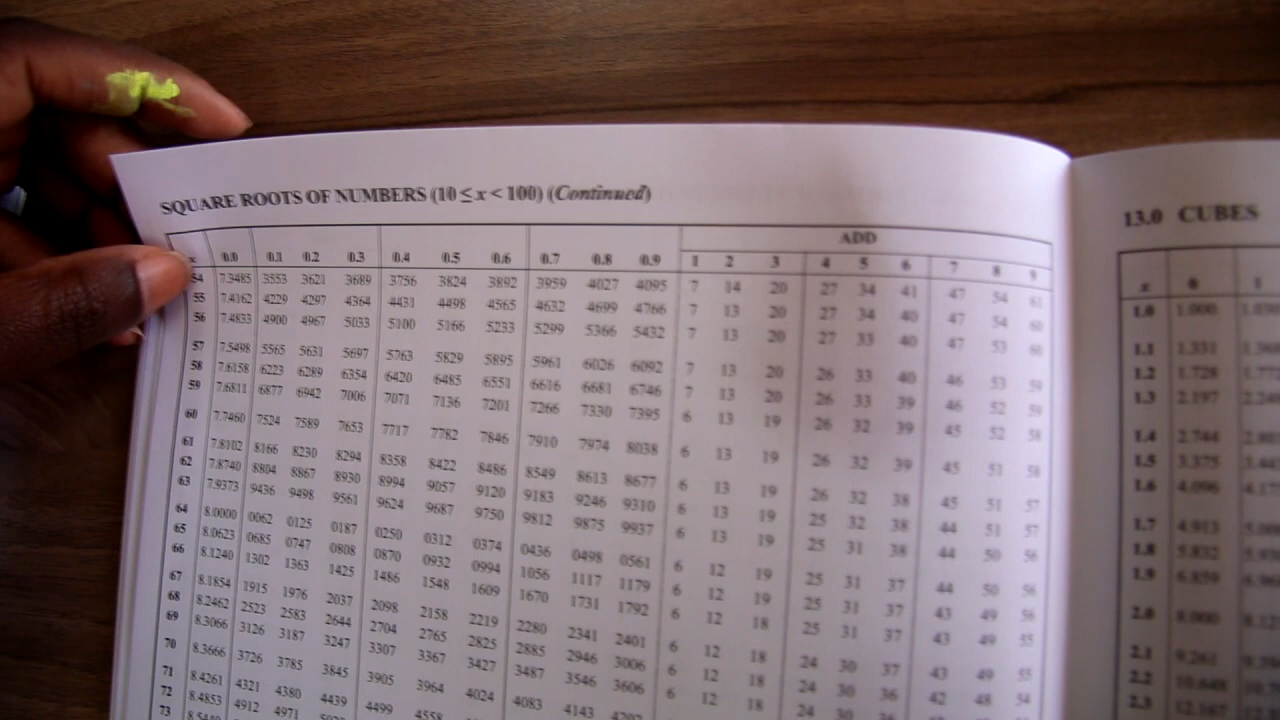 SQUARE ROOTS OF NUMBERS (10 ≤ x < 100) (Continued)
ADD
x 0.0 0.1 0.2 0.3 0.4 0.5 0.6 0.7 0.8 0.9 1 2 3 4 5 6 7 8 9
54 7.3485 3553 3621 3689 3756 3824 3892 3959 4027 4095 7 14 20 27 34 41 47 54 61
55 7.4162 4229 4297 4364 4431 4498 4565 4632 4699 4766 7 13 20 27 34 40 47 54 60
56 7.4833 4900 4967 5033 5100 5166 5233 5299 5366 5432 7 13 20 27 33 40 47 53 60
57 7.5498 5565 5631 5697 5763 5829 5895 5961 6026 6092 7 13 20 26 33 40 46 53 59
58 7.6158 6223 6289 6354 6420 6485 6551 6616 6681 6746 7 13 20 26 33 39 46 52 59
59 7.6811 6877 6942 7006 7071 7136 7201 7266 7330 7395 6 13 19 26 32 39 45 52 58
60 7.7460 7524 7589 7653 7717 7782 7846 7910 7974 8038 6 13 19 26 32 39 45 51 58
61 7.8102 8166 8230 8294 8358 8422 8486 8549 8613 8677 6 13 19 26 32 38 45 51 57
62 7.8740 8804 8867 8930 8994 9057 9120 9183 9246 9310 6 13 19 25 32 38 44 51 57
63 7.9373 9436 9498 9561 9624 9687 9750 9812 9875 9937 6 13 19 25 31 38 44 50 56
64 8.0000 0062 0125 0187 0250 0312 0374 0436 0498 0561 6 12 19 25 31 37 44 50 56
65 8.0623 0685 0747 0808 0870 0932 0994 1056 1117 1179 6 12 19 25 31 37 43 49 56
66 8.1240 1302 1363 1425 1486 1548 1609 1670 1731 1792 6 12 18 25 31 37 43 49 55
67 8.1854 1915 1976 2037 2098 2158 2219 2280 2341 2401 6 12 18 24 30 37 43 49 55
68 8.2462 2523 2583 2644 2704 2765 2825 2885 2946 3006 6 12 18 24 30 36 42 48 54
69 8.3066 3126 3187 3247 3307 3367 3427 3487 3546 3606 6 12 18 24
70 8.3666 3726 3785 3845 3905 3964 4024 4083 4143
71 8.4261 4321 4380 4439 4499 4558
72 8.4853 4912 4971
73
13.0 CUBES
x 0 1
1.0 1.000
1.1 1.331
1.2 1.728
1.3 2.197
1.4 2.744
1.5 3.375
1.6 4.096
1.7 4.913
1.8 5.832
1.9 6.859
2.0 8.000
2.1 9.261
2.2 10.648
2.3 12.167